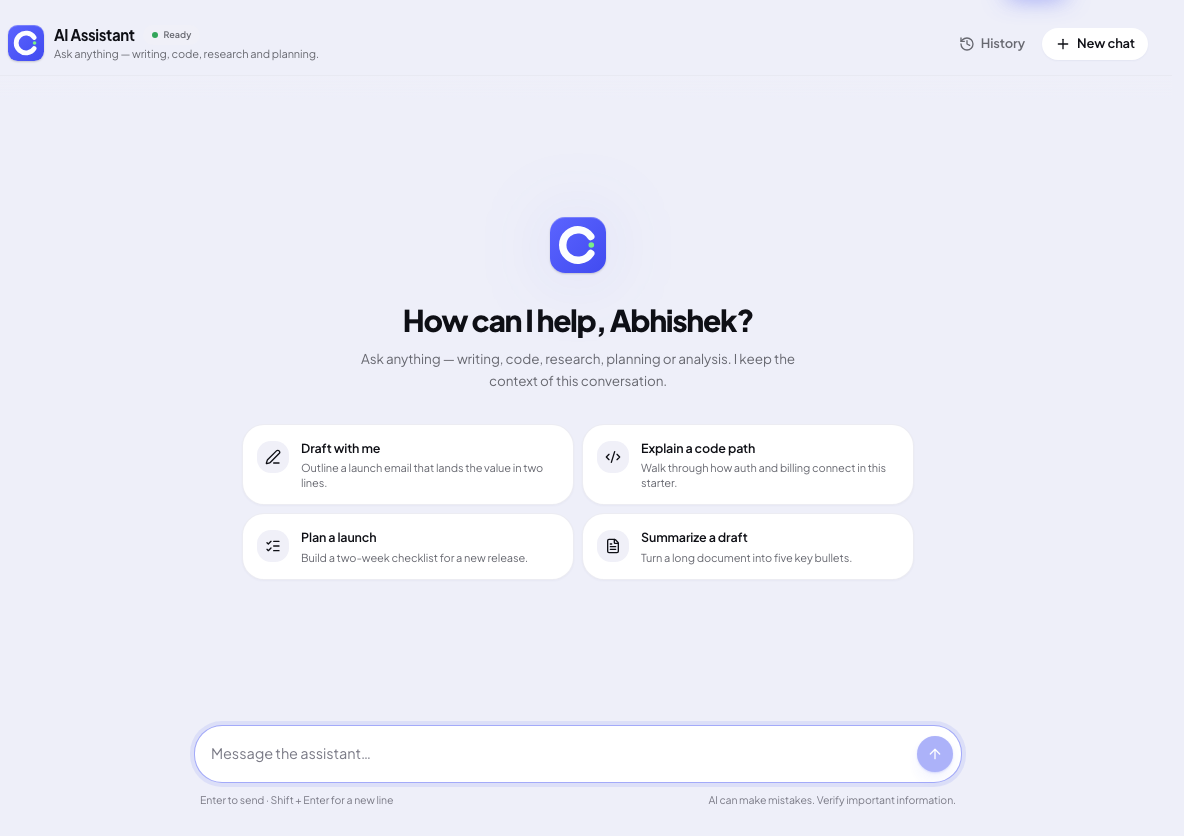 AI Assistant
Ready
Ask anything — writing, code, research and planning.
History
New chat
How can I help, Abhishek?
Ask anything — writing, code, research, planning or analysis. I keep the
context of this conversation.
Draft with me
Outline a launch email that lands the value in two
lines.
Explain a code path
Walk through how auth and billing connect in this
starter.
Plan a launch
Build a two-week checklist for a new release.
Summarize a draft
Turn a long document into five key bullets.
Message the assistant…
Enter to send · Shift + Enter for a new line
AI can make mistakes. Verify important information.